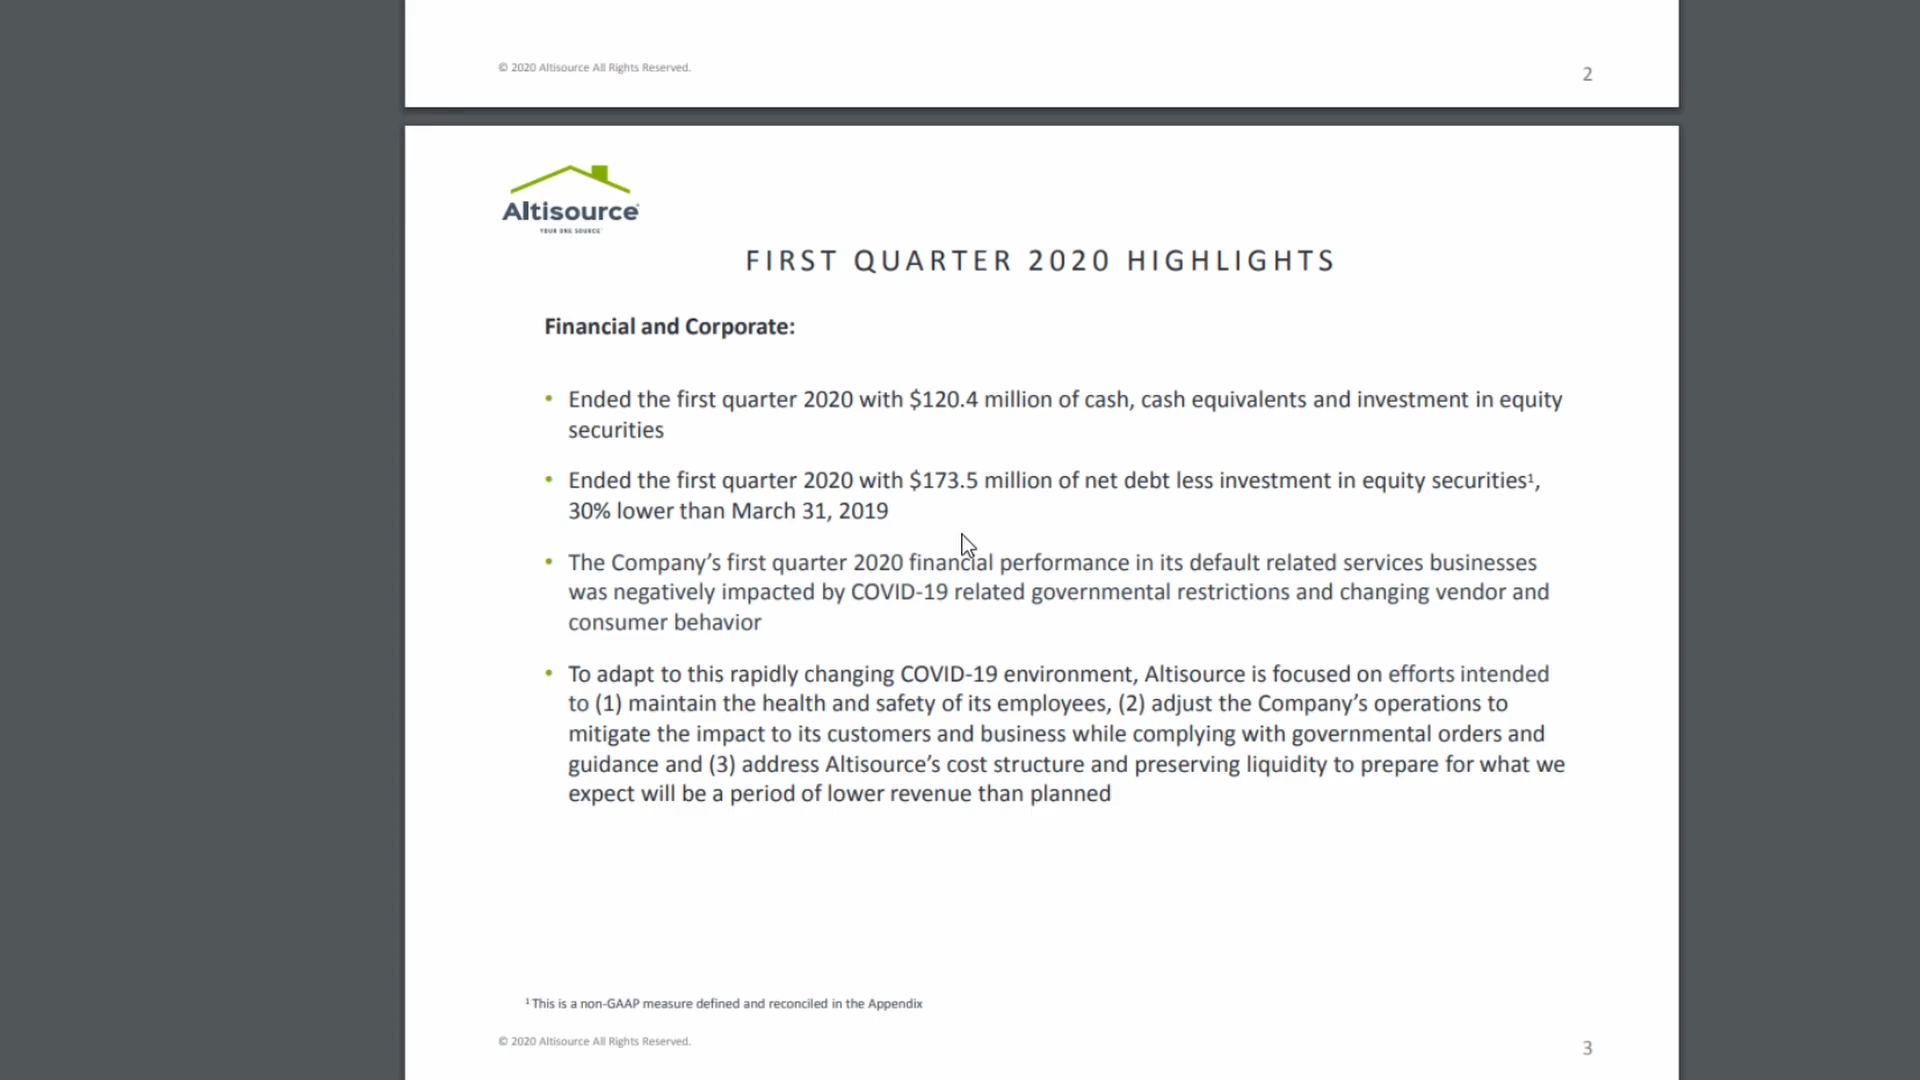 © 2020 Altisource All Rights Reserved.
2
Altisource
YOUR ONE SOURCE
FIRST QUARTER 2020 HIGHLIGHTS
Financial and Corporate:
• Ended the first quarter 2020 with $120.4 million of cash, cash equivalents and investment in equity
securities
• Ended the first quarter 2020 with $173.5 million of net debt less investment in equity securities¹,
30% lower than March 31, 2019
• The Company’s first quarter 2020 financial performance in its default related services businesses
was negatively impacted by COVID-19 related governmental restrictions and changing vendor and
consumer behavior
• To adapt to this rapidly changing COVID-19 environment, Altisource is focused on efforts intended
to (1) maintain the health and safety of its employees, (2) adjust the Company’s operations to
mitigate the impact to its customers and business while complying with governmental orders and
guidance and (3) address Altisource’s cost structure and preserving liquidity to prepare for what we
expect will be a period of lower revenue than planned
¹ This is a non-GAAP measure defined and reconciled in the Appendix
© 2020 Altisource All Rights Reserved.
3